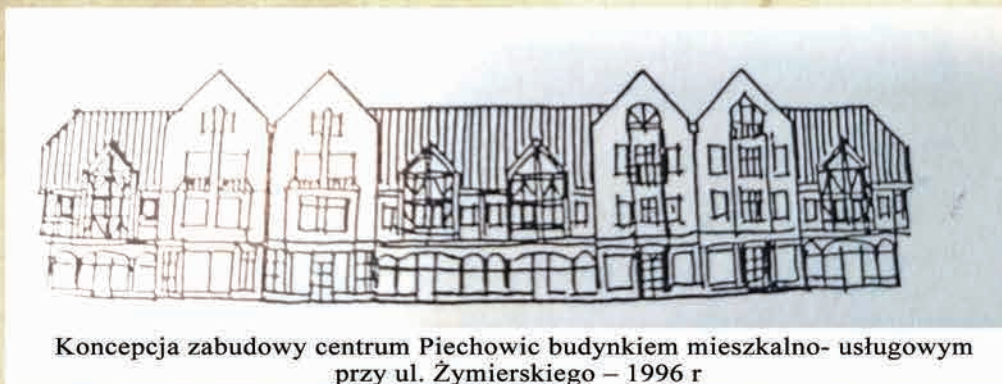 Koncepcja zabudowy centrum Piechowic budynkiem mieszkalno- usługowym
przy ul. Żymierskiego – 1996 r